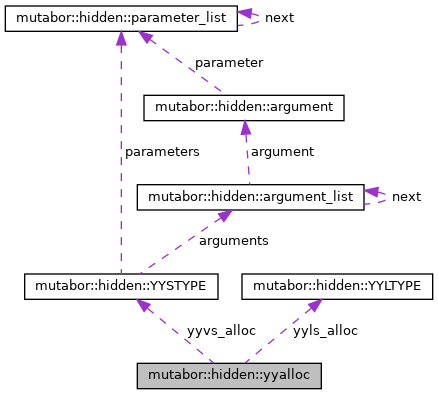 mutabor::hidden::parameter_list
next
parameter
mutabor::hidden::argument
parameters
argument
mutabor::hidden::argument_list
next
arguments
mutabor::hidden::YYSTYPE
mutabor::hidden::YYLTYPE
yyvs_alloc
yyls_alloc
mutabor::hidden::yyalloc